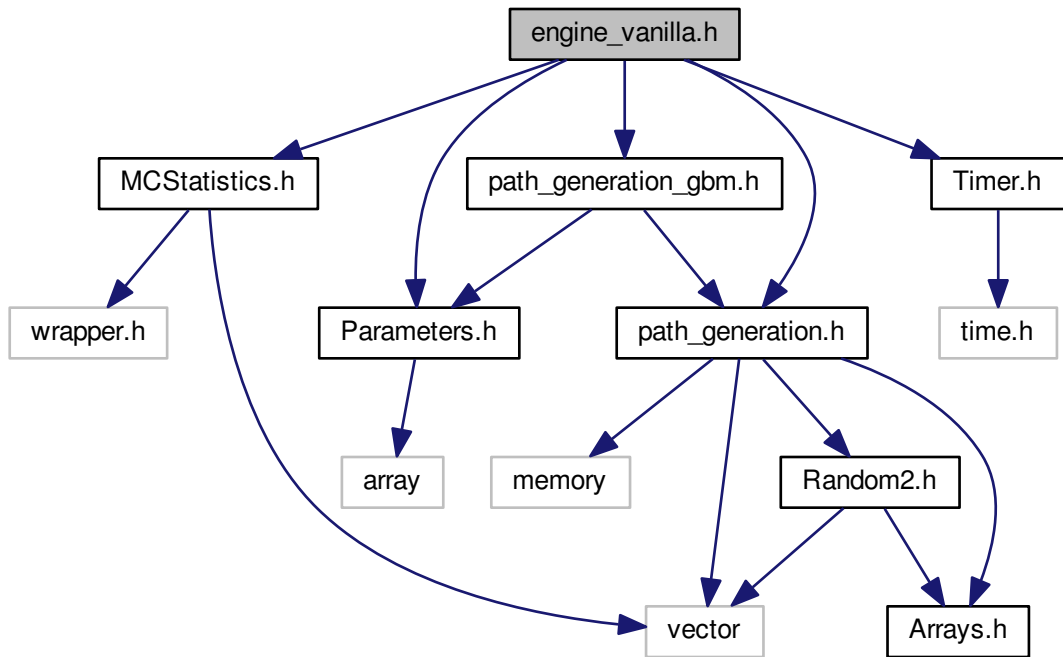 engine_vanilla.h
MCStatistics.h
path_generation_gbm.h
Timer.h
wrapper.h
Parameters.h
path_generation.h
time.h
array
memory
Random2.h
vector
Arrays.h